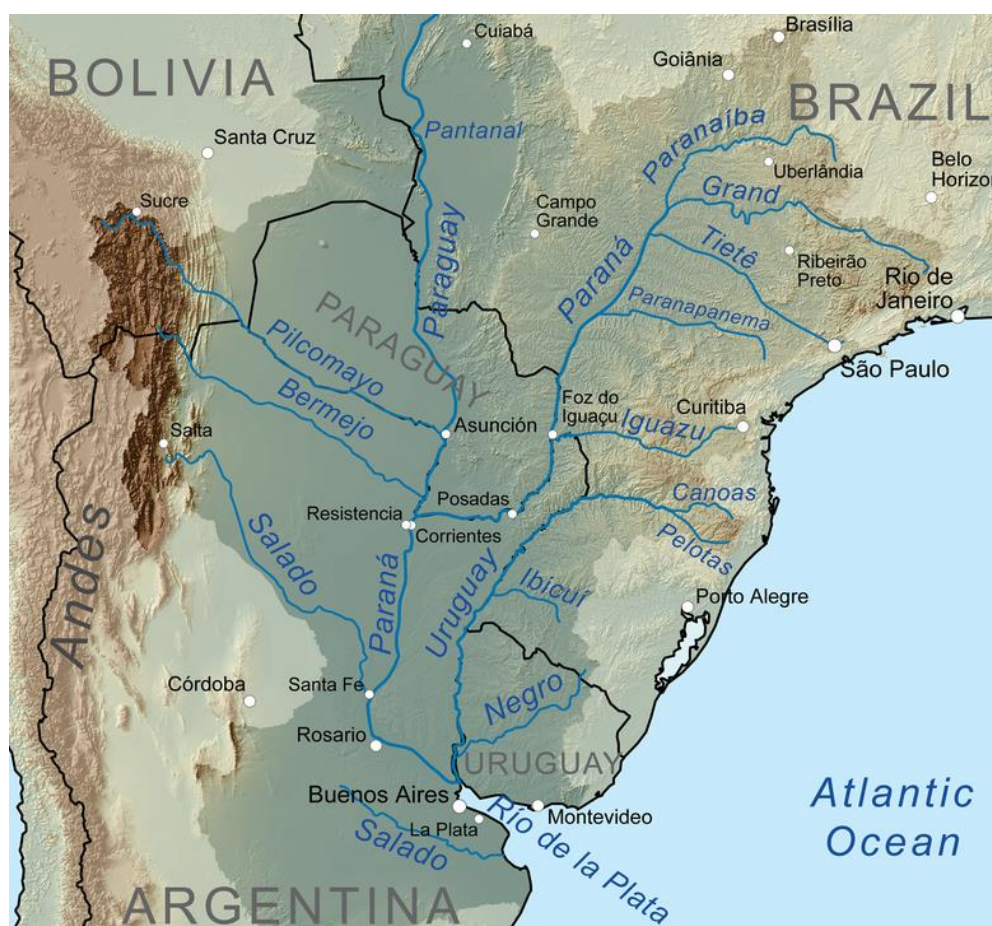 Cuiabá
Brasília
Goiânia
BOLIVIA
BRAZIL
Pantanal
Paranaíba
Santa Cruz
Uberlândia
Belo
Horizon
Grand
Sucre
Campo
Grande
Tietê
Paraguay
Paraná
Ribeirão
Preto
Río de
Janeiro
Paranapanema
PARAGUAY
Pilcomayo
São Paulo
Bermejo
Foz do
Iguaçu
Curitiba
Iguazu
Asunción
Salta
Canoas
Posadas
Resistencia
Corrientes
Pelotas
Andes
Salado
Paraná
Uruguay
Ibicuí
Porto Alegre
Córdoba
Santa Fe
Negro
Rosario
URUGUAY
Buenos Aires
Atlantic
Ocean
Montevideo
La Plata
Río de la Plata
Salado
ARGENTINA